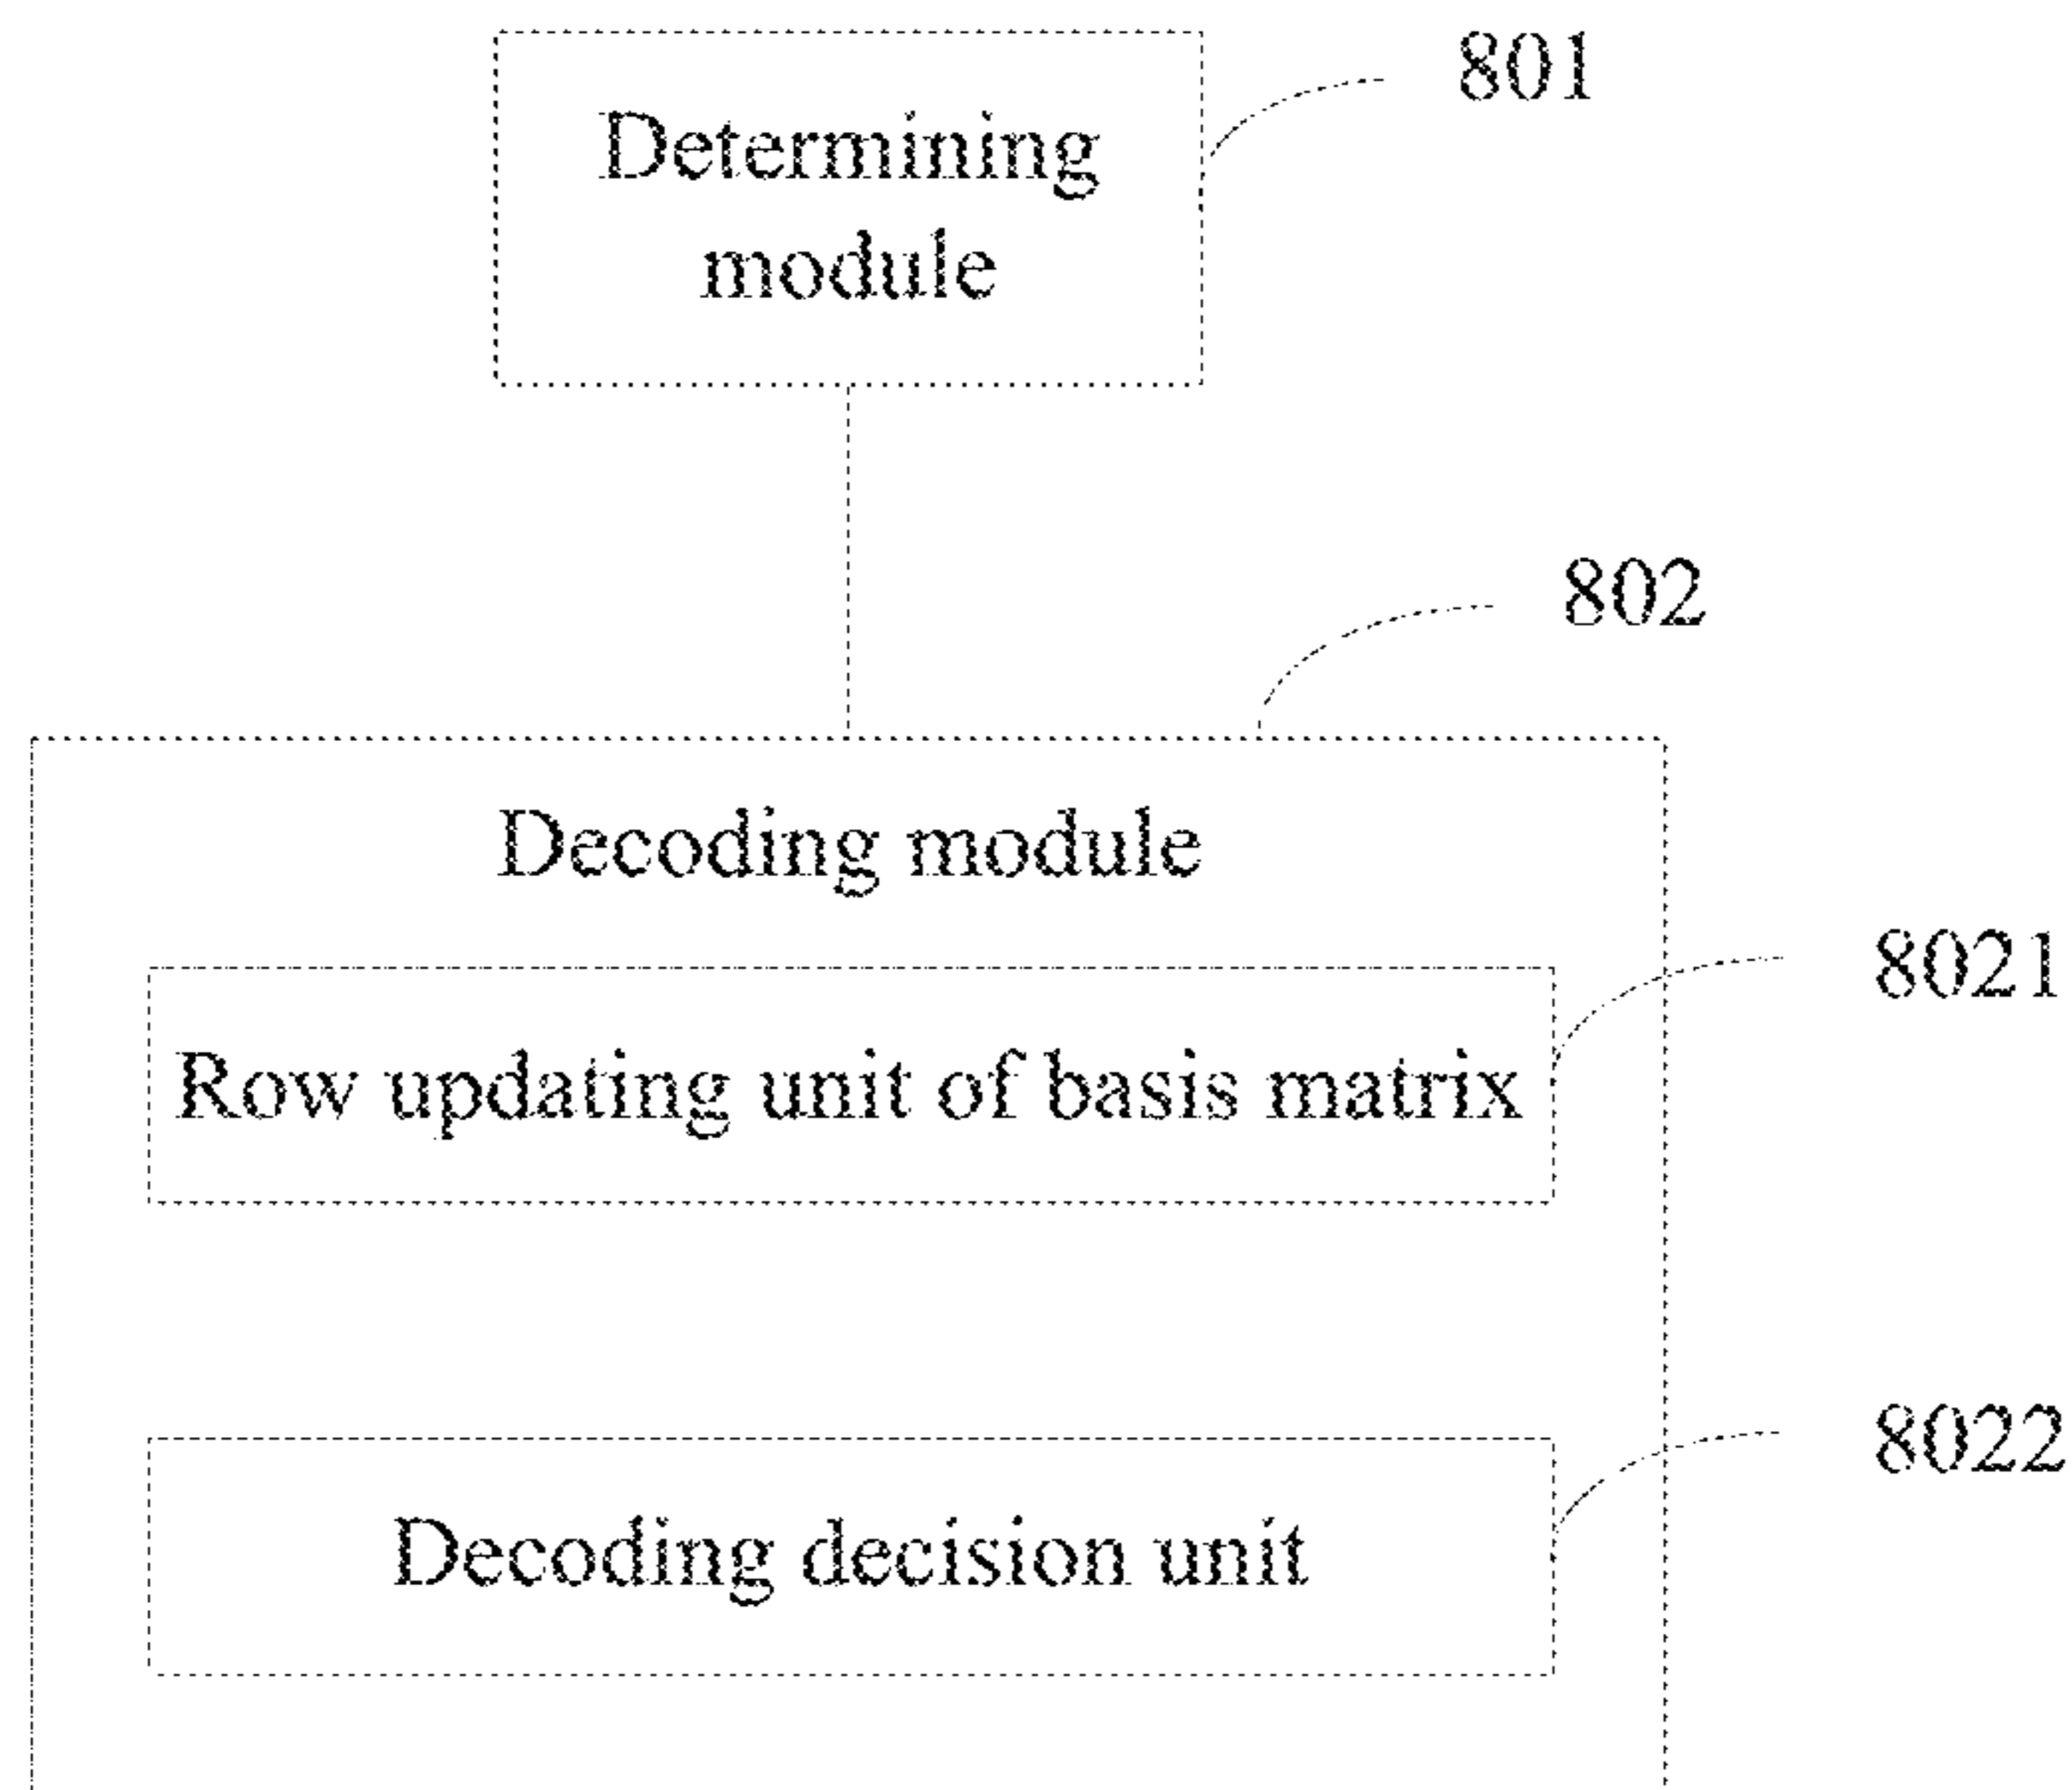 801
Determining
module
802
Decoding module
8021
Row updating unit of basis matrix
8022
Decoding decision unit